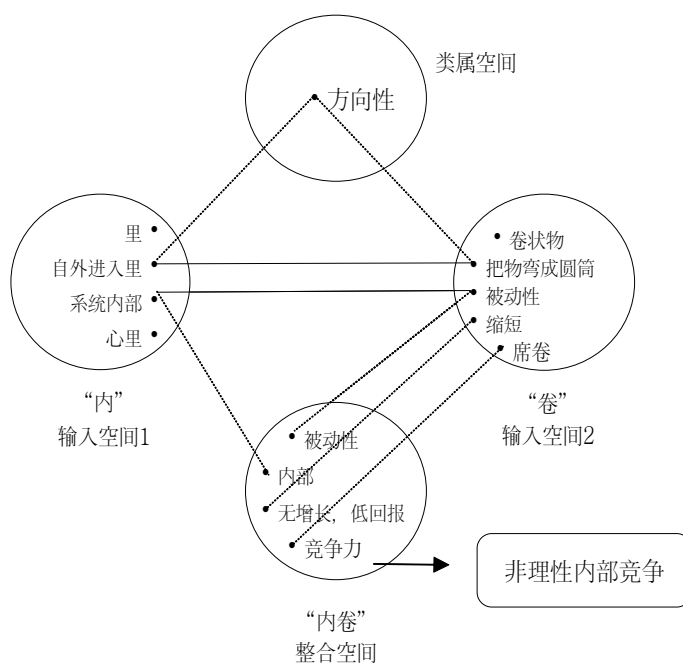 类属空间
方向性
里
自外进入里
系统内部
心里
“内”
输入空间1
卷状物
把物弯成圆筒
被动性
缩短
席卷
“卷”
输入空间2
被动性
内部
无增长，低回报
竞争力
“内卷”
整合空间
非理性内部竞争